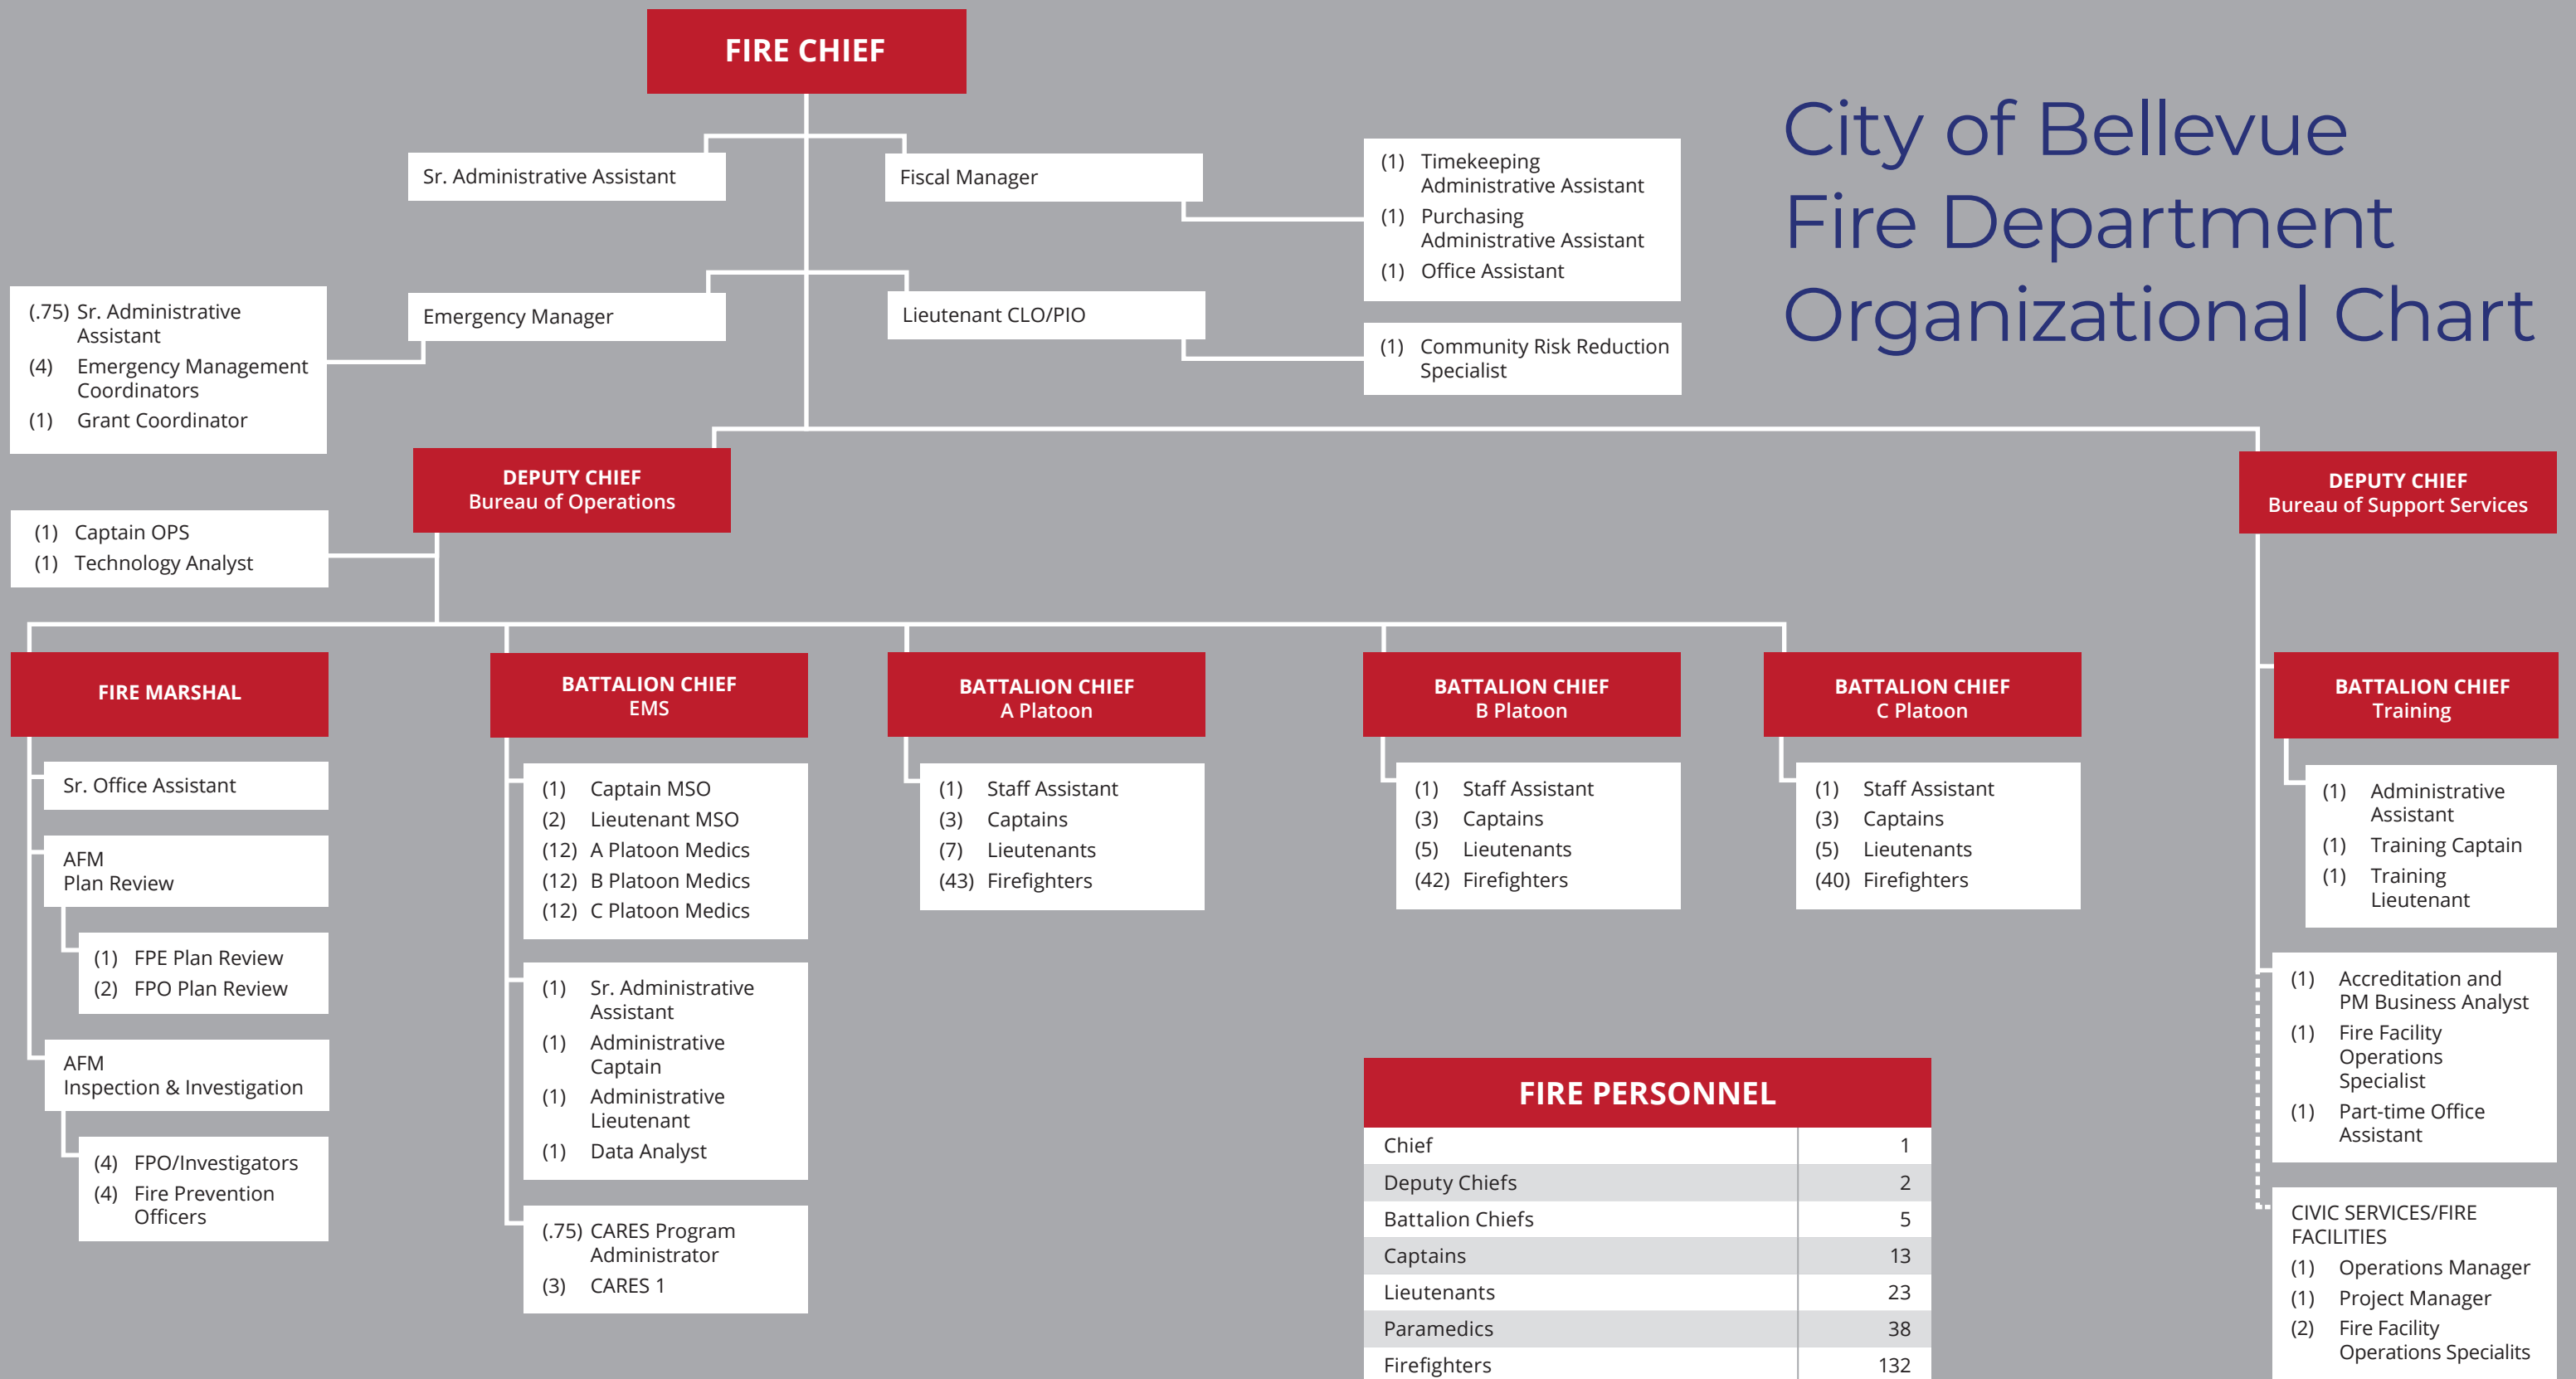 FIRE CHIEF
City of Bellevue
Fire Department
Organizational Chart
Sr. Administrative Assistant
Fiscal Manager
(1) Timekeeping
Administrative Assistant
(1) Purchasing
Administrative Assistant
(1) Office Assistant
(.75) Sr. Administrative
Assistant
(4) Emergency Management
Coordinators
(1) Grant Coordinator
Emergency Manager
Lieutenant CLO/PIO
(1) Community Risk Reduction
Specialist
DEPUTY CHIEF
Bureau of Operations
DEPUTY CHIEF
Bureau of Support Services
(1) Captain OPS
(1) Technology Analyst
FIRE MARSHAL
Sr. Office Assistant
AFM
Plan Review
(1) FPE Plan Review
(2) FPO Plan Review
AFM
Inspection & Investigation
(4) FPO/Investigators
(4) Fire Prevention
Officers
BATTALION CHIEF
EMS
(1) Captain MSO
(2) Lieutenant MSO
(12) A Platoon Medics
(12) B Platoon Medics
(12) C Platoon Medics
(1) Sr. Administrative
Assistant
(1) Administrative
Captain
(1) Administrative
Lieutenant
(1) Data Analyst
(.75) CARES Program
Administrator
(3) CARES 1
BATTALION CHIEF
A Platoon
(1) Staff Assistant
(3) Captains
(7) Lieutenants
(43) Firefighters
BATTALION CHIEF
B Platoon
(1) Staff Assistant
(3) Captains
(5) Lieutenants
(42) Firefighters
BATTALION CHIEF
C Platoon
(1) Staff Assistant
(3) Captains
(5) Lieutenants
(40) Firefighters
BATTALION CHIEF
Training
(1) Administrative
Assistant
(1) Training Captain
(1) Training
Lieutenant
(1) Accreditation and
PM Business Analyst
(1) Fire Facility
Operations
Specialist
(1) Part-time Office
Assistant
CIVIC SERVICES/FIRE
FACILITIES
(1) Operations Manager
(1) Project Manager
(2) Fire Facility
Operations Specialits
FIRE PERSONNEL
Chief 1
Deputy Chiefs 2
Battalion Chiefs 5
Captains 13
Lieutenants 23
Paramedics 38
Firefighters 132